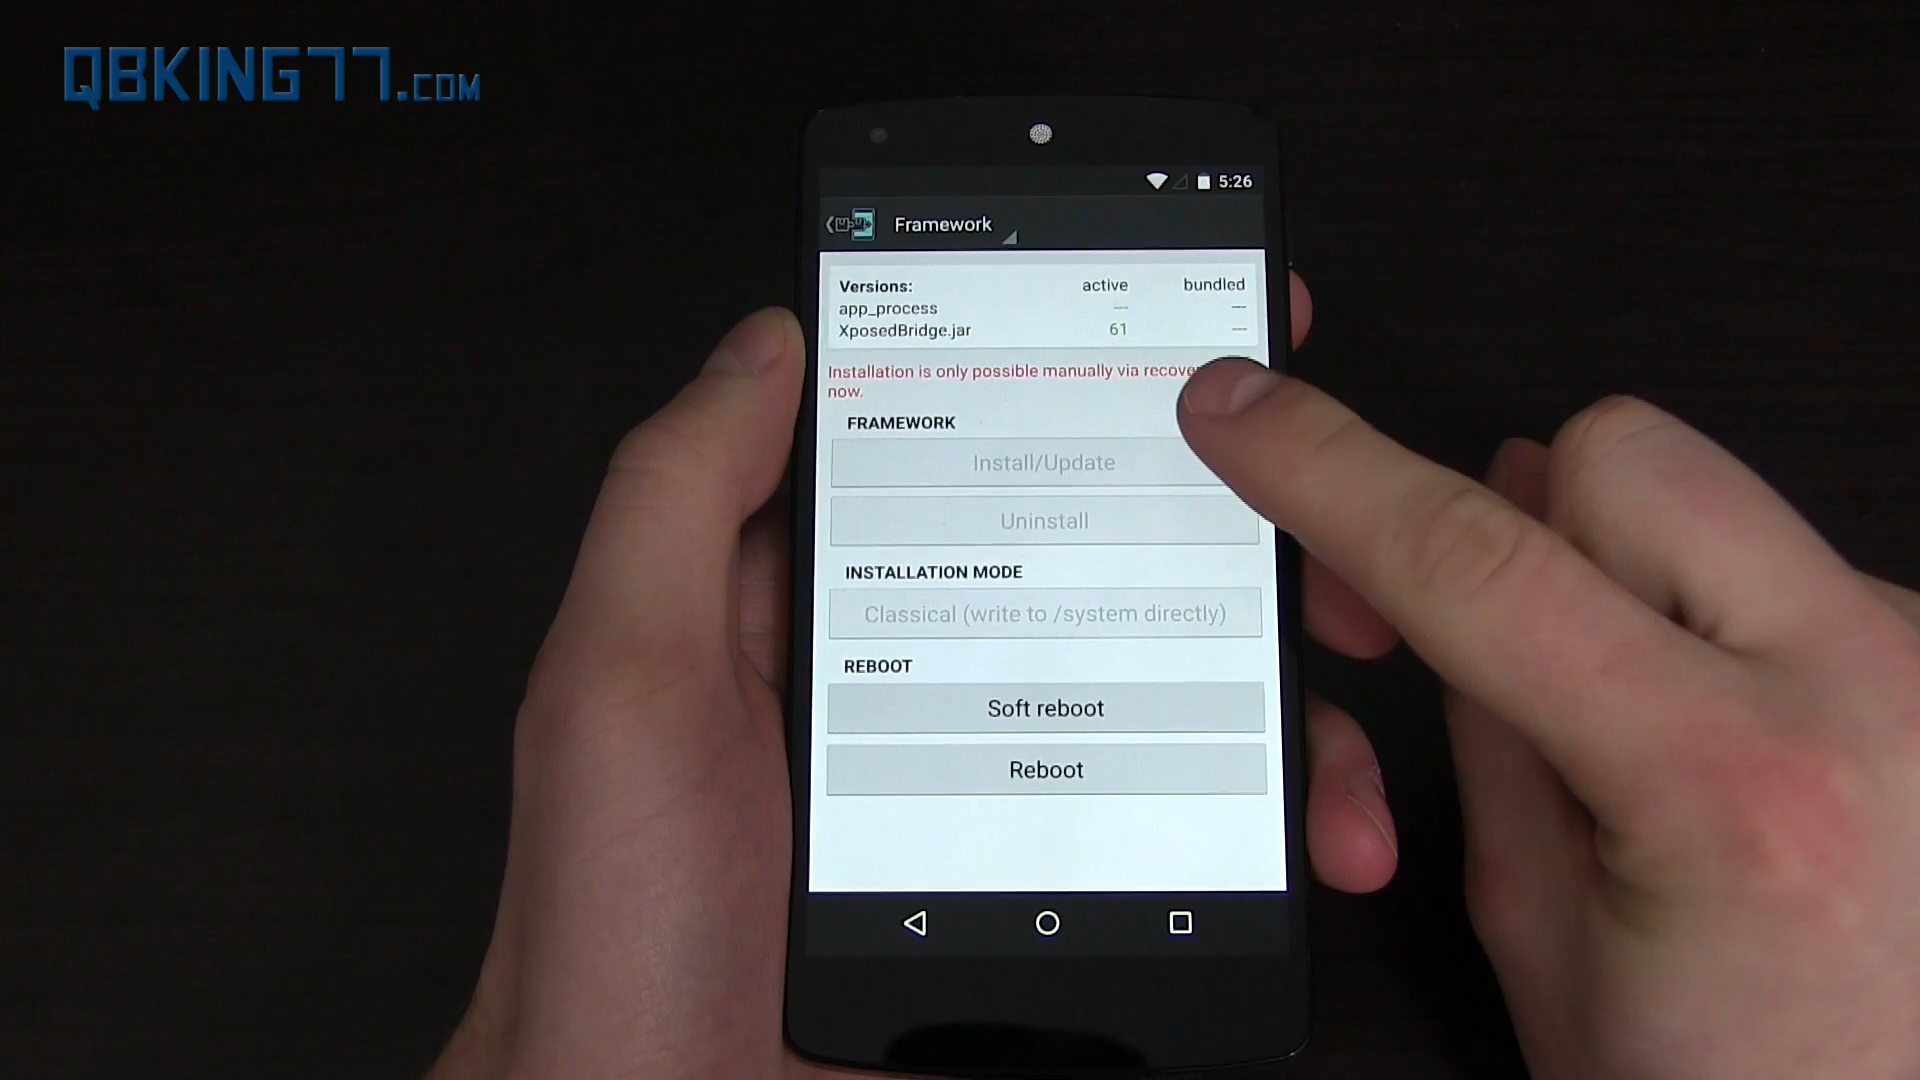 QBKING77.COM
5:26
Framework
Versions: active bundled
app_process --- ---
XposedBridge.jar 61 ---
Installation is only possible manually via
now.
FRAMEWORK
Install/Update
Uninstall
INSTALLATION MODE
Classical (write to /system directly)
REBOOT
Soft reboot
Reboot